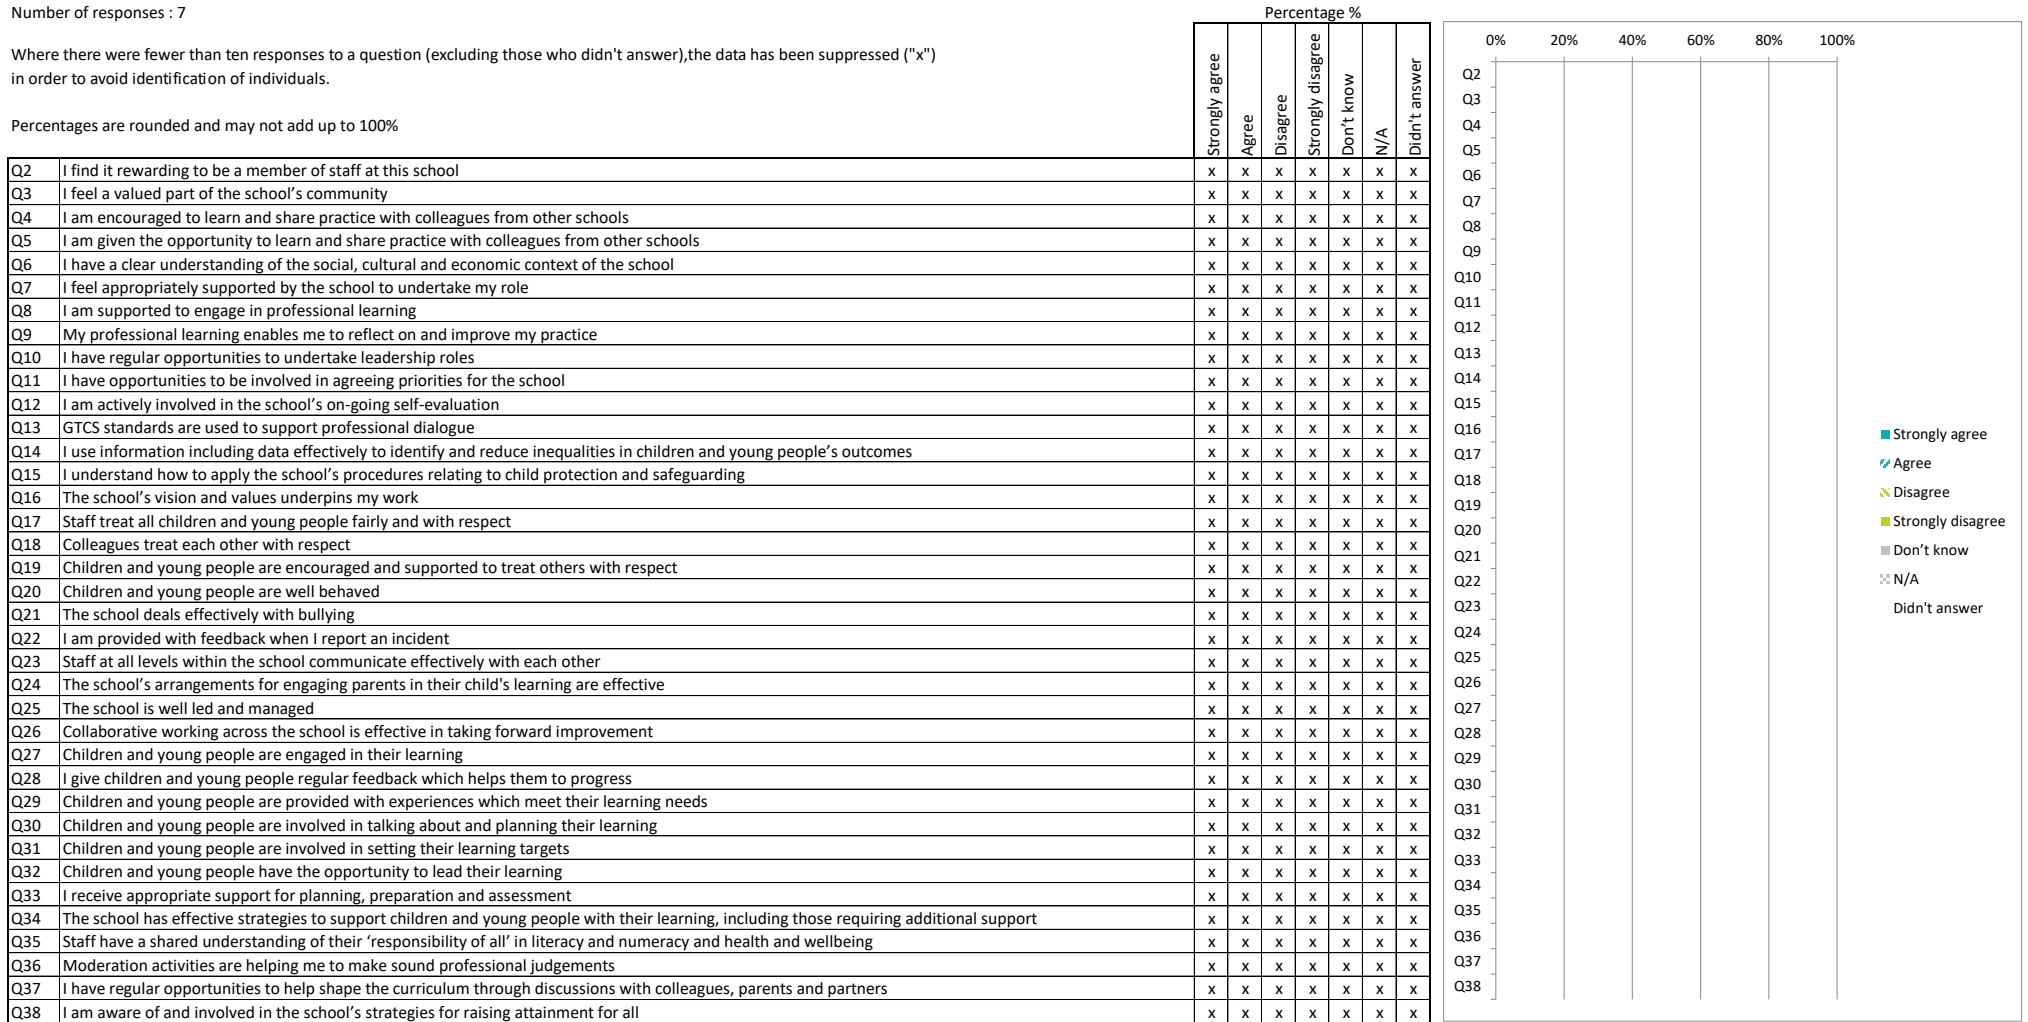 Number of responses : 7
Percentage %
Where there were fewer than ten responses to a question (excluding those who didn't answer),the data has been suppressed ("x")
in order to avoid identification of individuals.
Percentages are rounded and may not add up to 100%
Strongly agree
Agree
Disagree
Strongly disagree
Don't know
N/A
Didn't answer
Q2 I find it rewarding to be a member of staff at this school x x x x x x x
Q3 I feel a valued part of the school’s community x x x x x x x
Q4 I am encouraged to learn and share practice with colleagues from other schools x x x x x x x
Q5 I am given the opportunity to learn and share practice with colleagues from other schools x x x x x x x
Q6 I have a clear understanding of the social, cultural and economic context of the school x x x x x x x
Q7 I feel appropriately supported by the school to undertake my role x x x x x x x
Q8 I am supported to engage in professional learning x x x x x x x
Q9 My professional learning enables me to reflect on and improve my practice x x x x x x x
Q10 I have regular opportunities to undertake leadership roles x x x x x x x
Q11 I have opportunities to be involved in agreeing priorities for the school x x x x x x x
Q12 I am actively involved in the school’s on-going self-evaluation x x x x x x x
Q13 GTCS standards are used to support professional dialogue x x x x x x x
Q14 I use information including data effectively to identify and reduce inequalities in children and young people’s outcomes x x x x x x x
Q15 I understand how to apply the school’s procedures relating to child protection and safeguarding x x x x x x x
Q16 The school’s vision and values underpins my work x x x x x x x
Q17 Staff treat all children and young people fairly and with respect x x x x x x x
Q18 Colleagues treat each other with respect x x x x x x x
Q19 Children and young people are encouraged and supported to treat others with respect x x x x x x x
Q20 Children and young people are well behaved x x x x x x x
Q21 The school deals effectively with bullying x x x x x x x
Q22 I am provided with feedback when I report an incident x x x x x x x
Q23 Staff at all levels within the school communicate effectively with each other x x x x x x x
Q24 The school’s arrangements for engaging parents in their child's learning are effective x x x x x x x
Q25 The school is well led and managed x x x x x x x
Q26 Collaborative working across the school is effective in taking forward improvement x x x x x x x
Q27 Children and young people are engaged in their learning x x x x x x x
Q28 I give children and young people regular feedback which helps them to progress x x x x x x x
Q29 Children and young people are provided with experiences which meet their learning needs x x x x x x x
Q30 Children and young people are involved in talking about and planning their learning x x x x x x x
Q31 Children and young people are involved in setting their learning targets x x x x x x x
Q32 Children and young people have the opportunity to lead their learning x x x x x x x
Q33 I receive appropriate support for planning, preparation and assessment x x x x x x x
Q34 The school has effective strategies to support children and young people with their learning, including those requiring additional support x x x x x x x
Q35 Staff have a shared understanding of their ‘responsibility of all’ in literacy and numeracy and health and wellbeing x x x x x x x
Q36 Moderation activities are helping me to make sound professional judgements x x x x x x x
Q37 I have regular opportunities to help shape the curriculum through discussions with colleagues, parents and partners x x x x x x x
Q38 I am aware of and involved in the school’s strategies for raising attainment for all x x x x x x x
0% 20% 40% 60% 80% 100%
Q2
Q3
Q4
Q5
Q6
Q7
Q8
Q9
Q10
Q11
Q12
Q13
Q14
Q15
Q16
Q17
Q18
Q19
Q20
Q21
Q22
Q23
Q24
Q25
Q26
Q27
Q28
Q29
Q30
Q31
Q32
Q33
Q34
Q35
Q36
Q37
Q38
Strongly agree
Agree
Disagree
Strongly disagree
Don’t know
N/A
Didn't answer